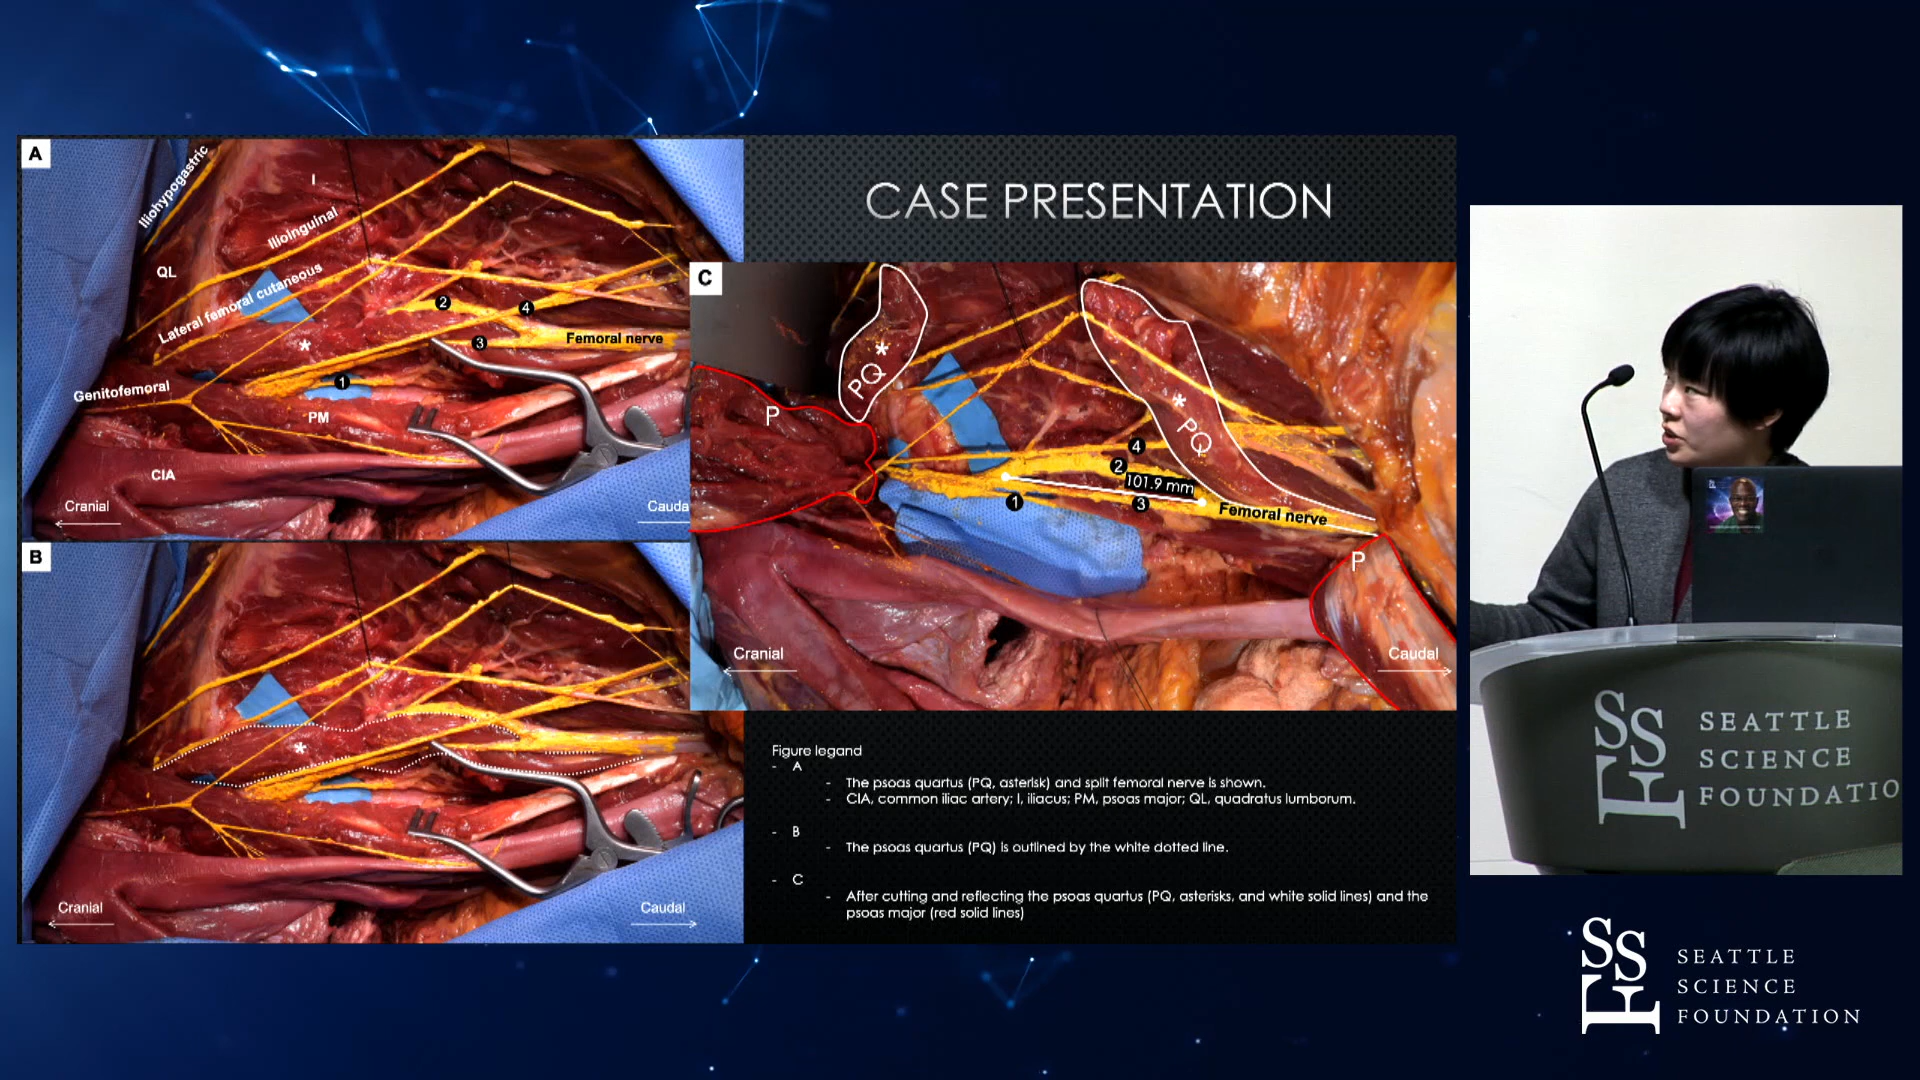 CASE PRESENTATION
A
Iliohypogastric
I
Ilioinguinal
QL
Lateral femoral cutaneous
*
2
4
3
Femoral nerve
Genitofemoral
1
PM
CIA
Cranial
Cauda
B
*
Cranial
Caudal
C
PQ *
P
* PQ
4
2
101.9 mm
1
3
Femoral nerve
P
Cranial
Caudal
Figure legand
- A
- The psoas quartus (PQ, asterisk) and split femoral nerve is shown.
- CIA, common iliac artery; I, iliacus; PM, psoas major; QL, quadratus lumborum.
- B
- The psoas quartus (PQ) is outlined by the white dotted line.
- C
- After cutting and reflecting the psoas quartus (PQ, asterisks, and white solid lines) and the
psoas major (red solid lines)
SSF
SEATTLE
SCIENCE
FOUNDATIO
SSF
SEATTLE
SCIENCE
FOUNDATION